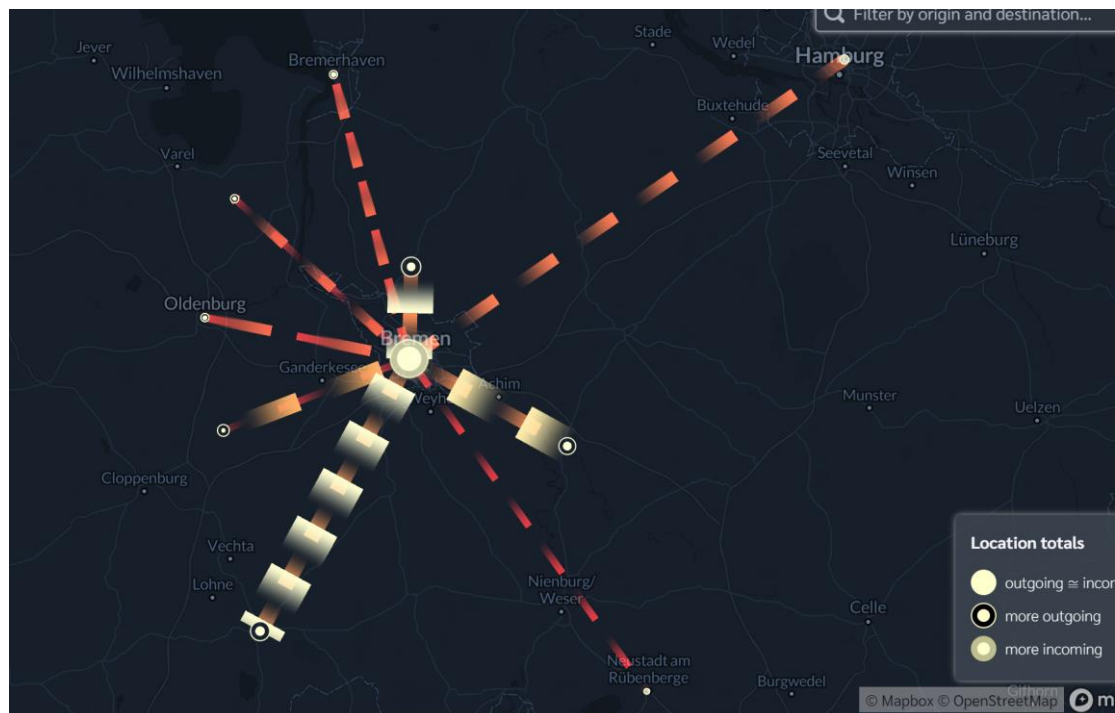 Filter by origin and destination...
Jever
Stade
Wedel
Hamburg
Bremerhaven
Wilhelmshaven
Buxtehude
Varel
Seevetal
Winsen
Lüneburg
Oldenburg
Bremen
Ganderkesee
Achim
Munster
Uelzen
Cloppenburg
Vechta
Lohne
Nienburg/
Weser
Celle
Neustadt am
Rübenberge
Burgwedel
Gifhorn
Location totals
outgoing ≅ incom
more outgoing
more incoming
© Mapbox © OpenStreetMap
m